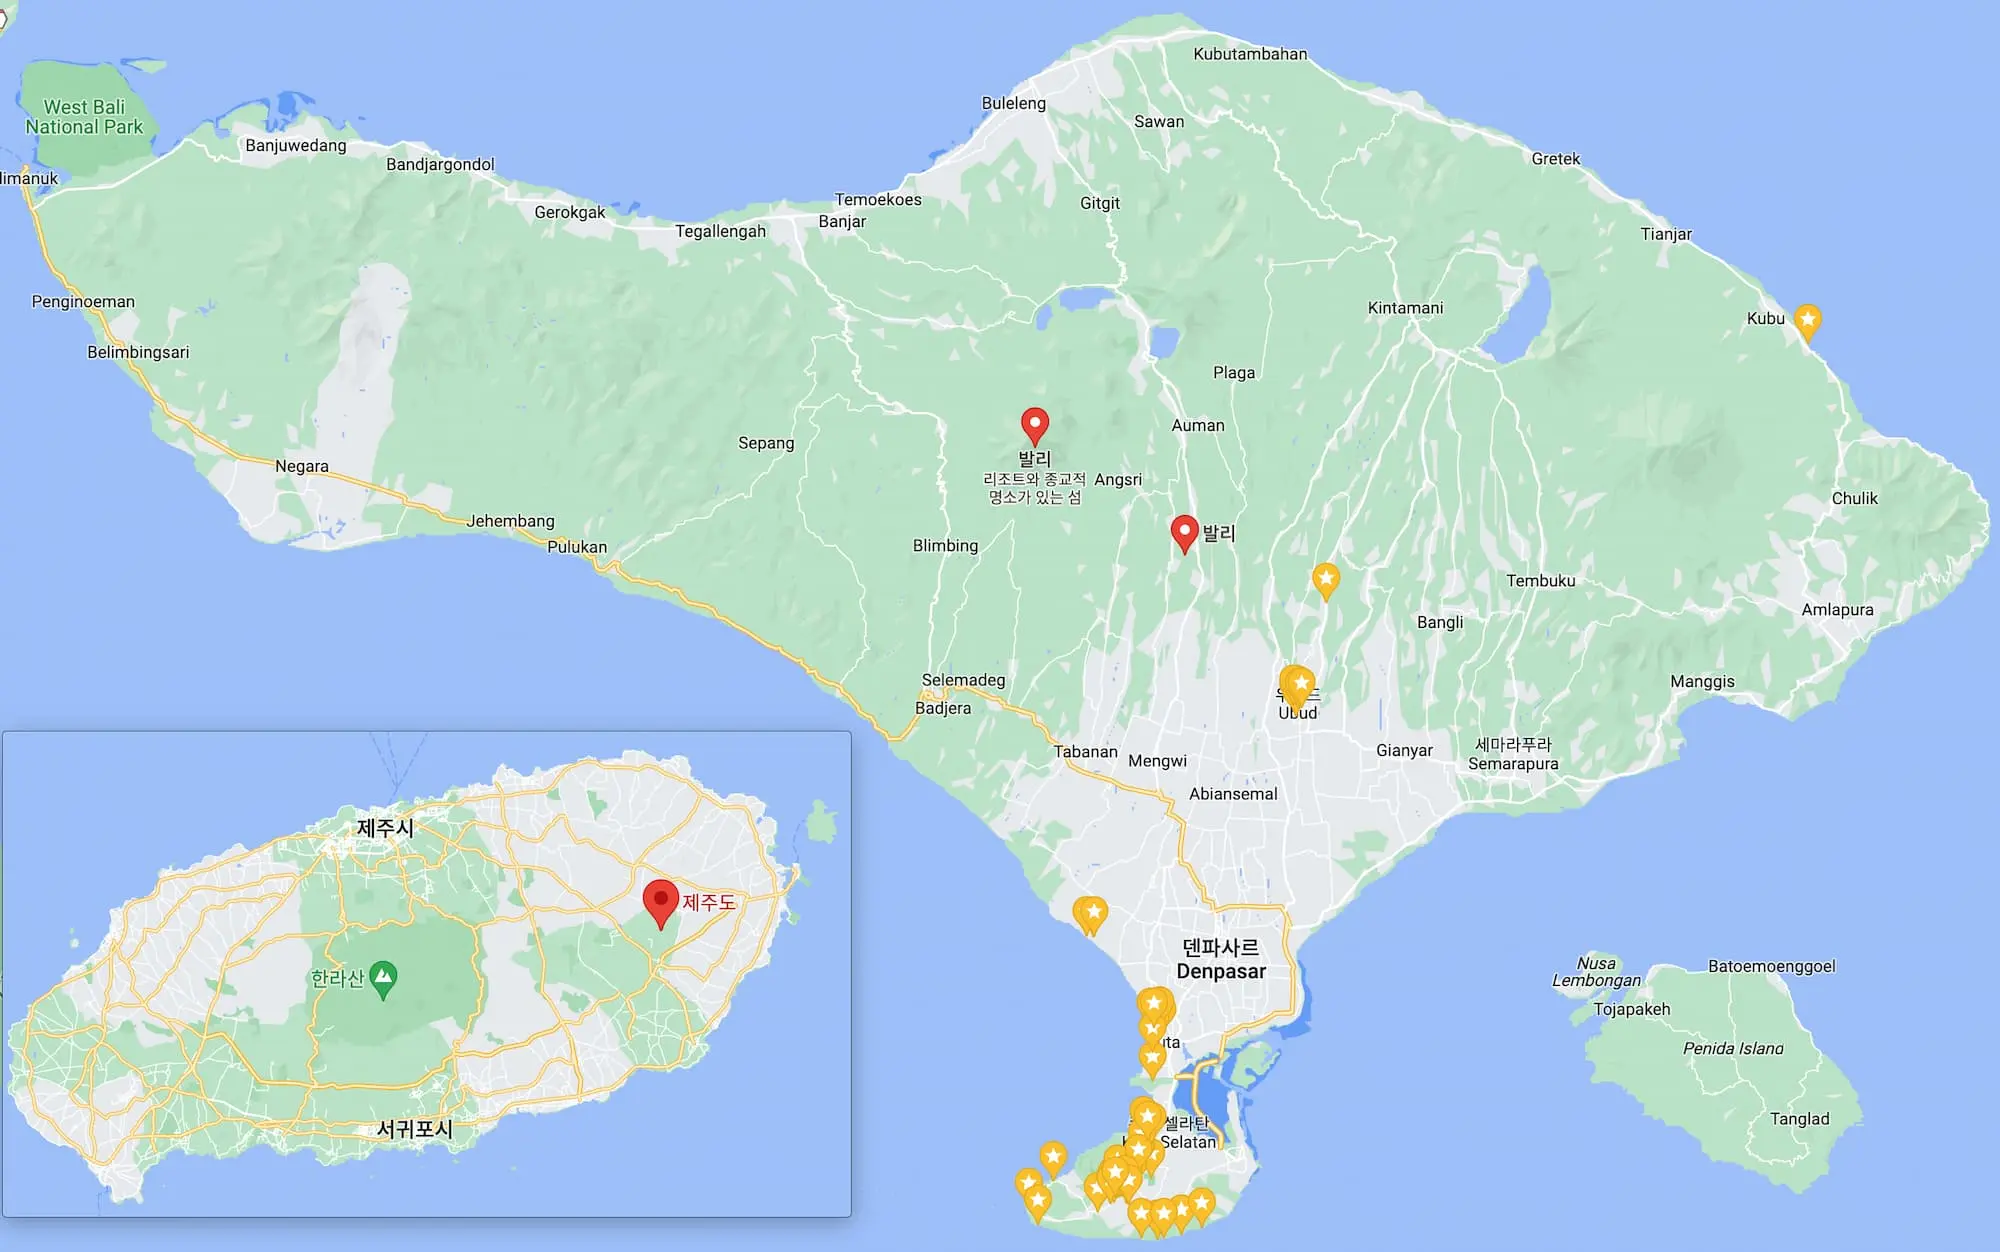 Kubutambahan
West Bali
National Park
Buleleng
Sawan
Banjuwedang
Bandjargondol
Gretek
limanuk
Temoekoes
Gitgit
Gerokgak
Banjar
Tegallengah
Tianjar
Penginoeman
Kintamani
Kubu
Belimbingsari
Plaga
Auman
Sepang
발리
리조트와 종교적
명소가 있는 섬
Negara
Angsri
Chulik
Jehembang
발리
Pulukan
Blimbing
Tembuku
Amlapura
Bangli
Selemadeg
Manggis
Badjera
Ubud
Tabanan
Mengwi
Gianyar
세마라푸라
Semarapura
Abiansemal
제주시
제주도
한라산
서귀포시
덴파사르
Denpasar
Nusa
Lembongan
Batoemoenggoel
Tojapakeh
ita
Penida Island
셀라탄
Selatan
Tanglad